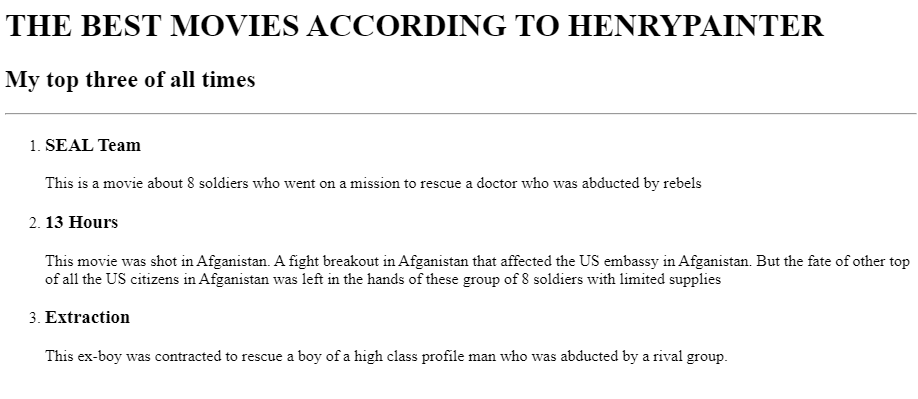 THE BEST MOVIES ACCORDING TO HENRYPAINTER
My top three of all times
1. SEAL Team
This is a movie about 8 soldiers who went on a mission to rescue a doctor who was abducted by rebels
2. 13 Hours
This movie was shot in Afganistan. A fight breakout in Afganistan that affected the US embassy in Afganistan. But the fate of other top
of all the US citizens in Afganistan was left in the hands of these group of 8 soldiers with limited supplies
3. Extraction
This ex-boy was contracted to rescue a boy of a high class profile man who was abducted by a rival group.